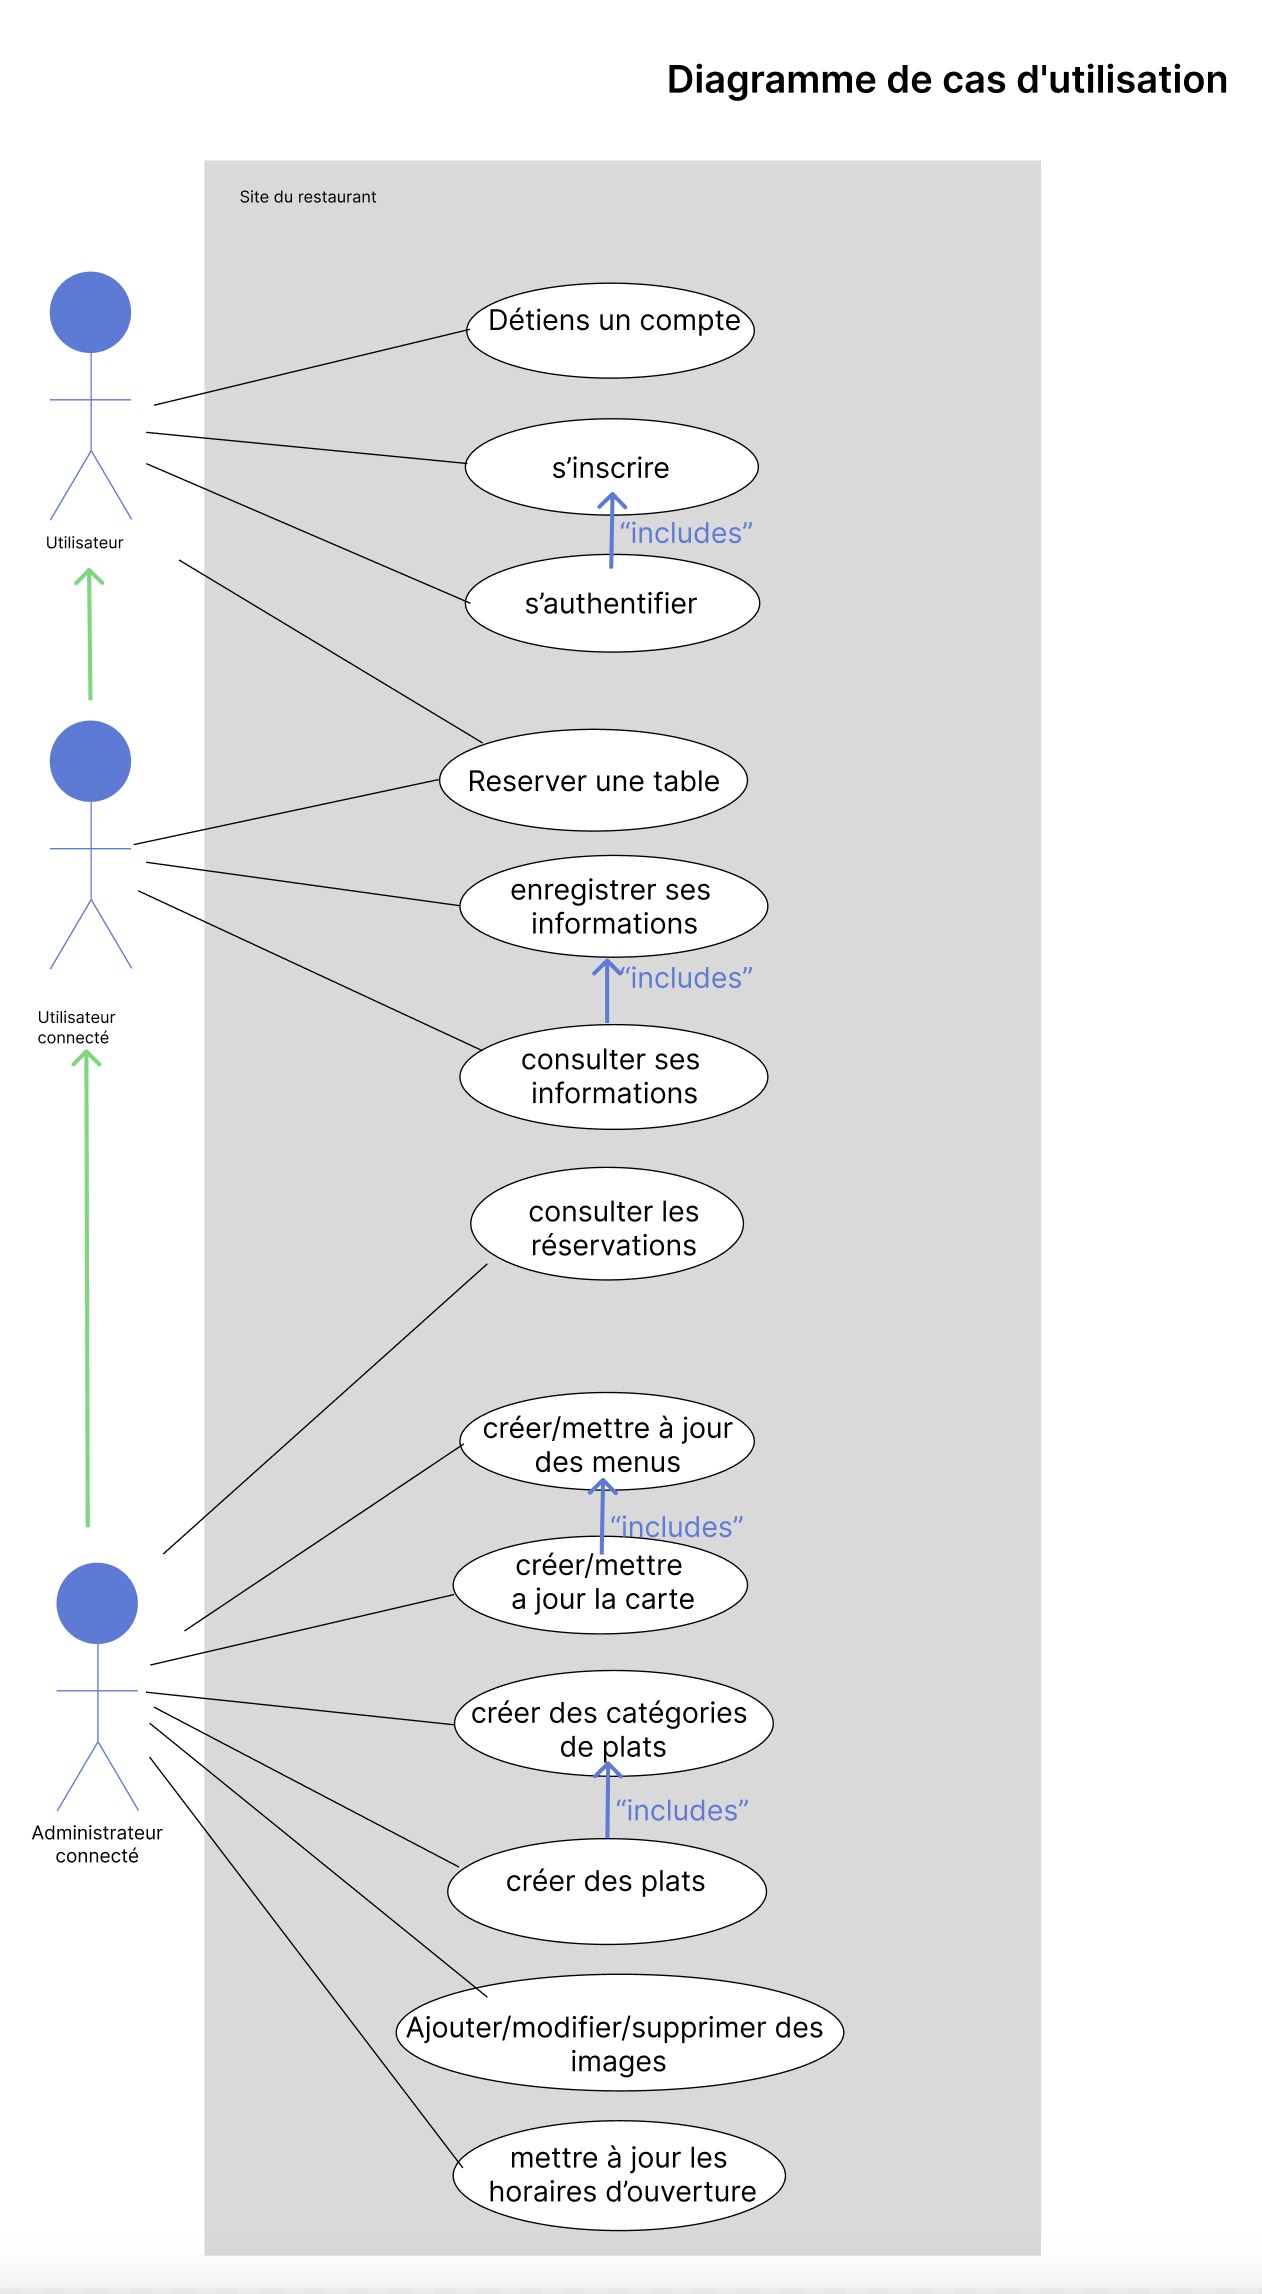 Diagramme de cas d'utilisation
Site du restaurant
Détiens un compte
s’inscrire
“includes”
Utilisateur
s’authentifier
Reserver une table
enregistrer ses
informations
“includes”
Utilisateur
connecté
consulter ses
informations
consulter les
réservations
créer/mettre à jour
des menus
“includes”
créer/mettre
a jour la carte
créer des catégories
de plats
“includes”
Administrateur
connecté
créer des plats
Ajouter/modifier/supprimer des
images
mettre à jour les
horaires d’ouverture